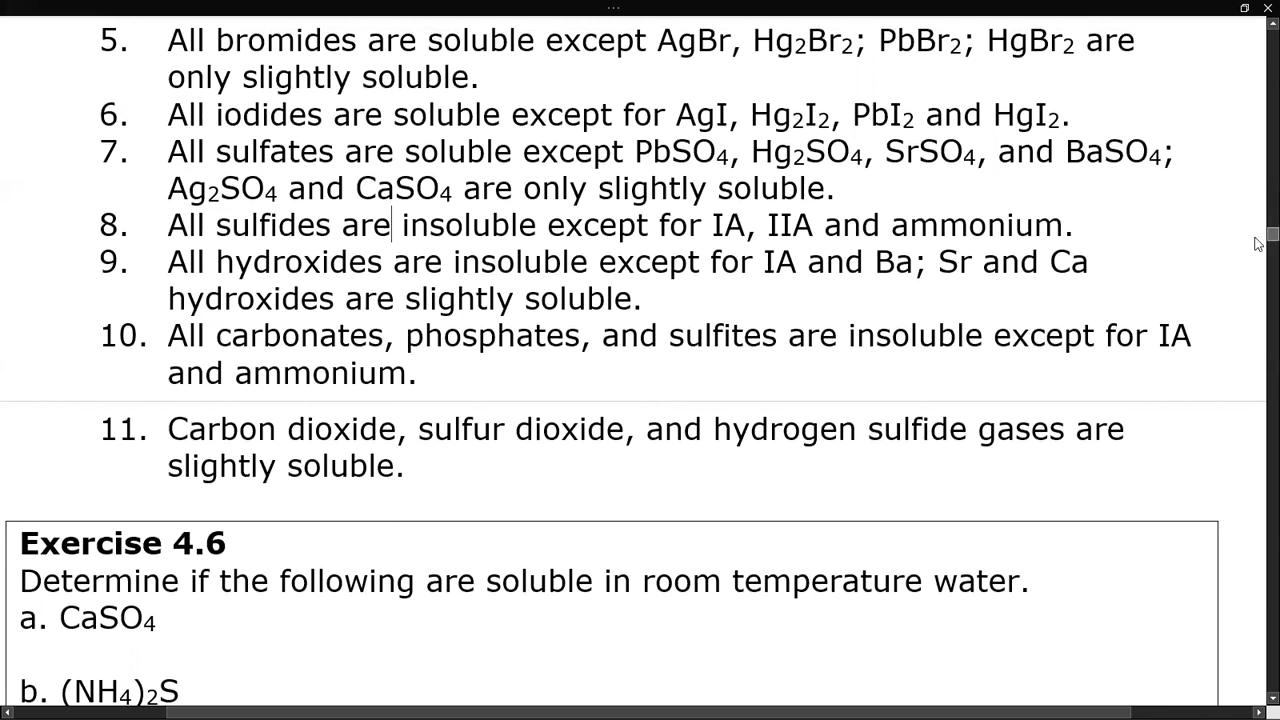 5. All bromides are soluble except AgBr, Hg₂Br₂; PbBr₂; HgBr₂ are
only slightly soluble.
6. All iodides are soluble except for AgI, Hg₂I₂, PbI₂ and HgI₂.
7. All sulfates are soluble except PbSO₄, Hg₂SO₄, SrSO₄, and BaSO₄;
Ag₂SO₄ and CaSO₄ are only slightly soluble.
8. All sulfides are insoluble except for IA, IIA and ammonium.
9. All hydroxides are insoluble except for IA and Ba; Sr and Ca
hydroxides are slightly soluble.
10. All carbonates, phosphates, and sulfites are insoluble except for IA
and ammonium.
11. Carbon dioxide, sulfur dioxide, and hydrogen sulfide gases are
slightly soluble.
Exercise 4.6
Determine if the following are soluble in room temperature water.
a. CaSO₄
b. (NH₄)₂S